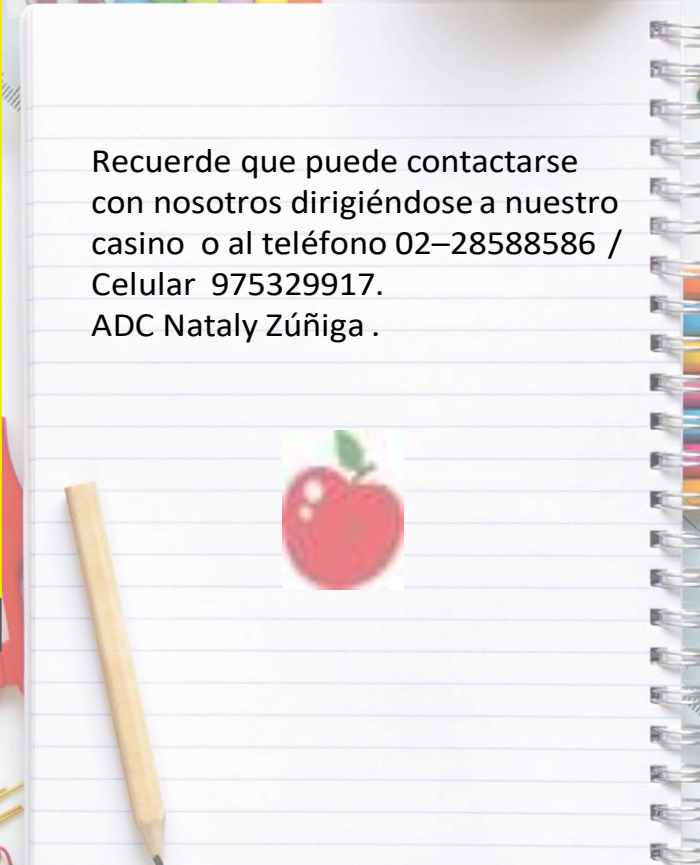 Recuerde que puede contactarse
con nosotros dirigiéndose a nuestro
casino  o al teléfono 02–28588586 /
Celular  975329917.
ADC Nataly Zúñiga .